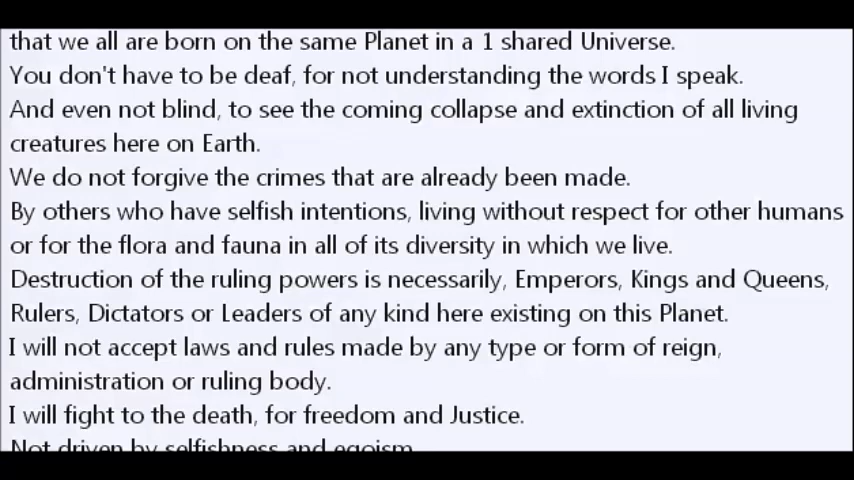 that we all are born on the same Planet in a 1 shared Universe.
You don't have to be deaf, for not understanding the words I speak.
And even not blind, to see the coming collapse and extinction of all living
creatures here on Earth.
We do not forgive the crimes that are already been made.
By others who have selfish intentions, living without respect for other humans
or for the flora and fauna in all of its diversity in which we live.
Destruction of the ruling powers is necessarily, Emperors, Kings and Queens,
Rulers, Dictators or Leaders of any kind here existing on this Planet.
I will not accept laws and rules made by any type or form of reign,
administration or ruling body.
I will fight to the death, for freedom and Justice.
Not driven by selfishness and egoism